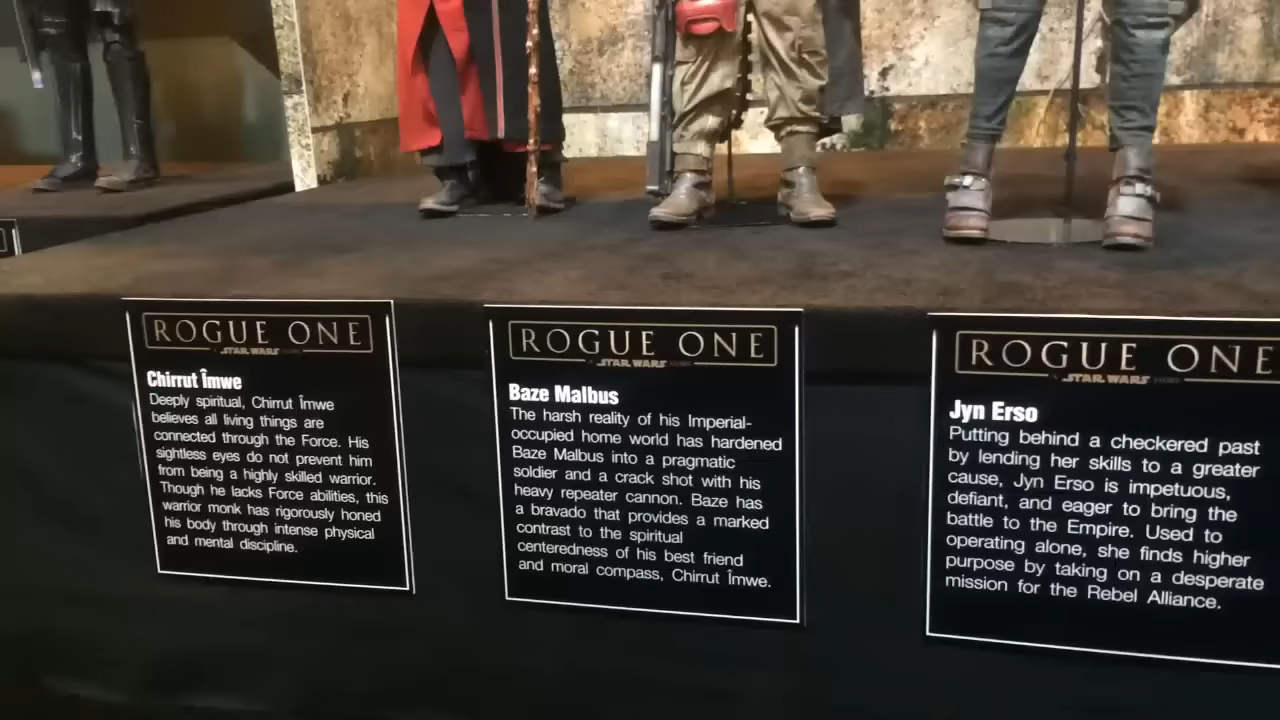 ROGUE ONE
STAR WARS
Chirrut Îmwe
Deeply spiritual, Chirrut Îmwe
believes all living things are
connected through the Force. His
sightless eyes do not prevent him
from being a highly skilled warrior.
Though he lacks Force abilities, this
warrior monk has rigorously honed
his body through intense physical
and mental discipline.
ROGUE ONE
STAR WARS
Baze Malbus
The harsh reality of his Imperial-
occupied home world has hardened
Baze Malbus into a pragmatic
soldier and a crack shot with his
heavy repeater cannon. Baze has
a bravado that provides a marked
contrast to the spiritual
centeredness of his best friend
and moral compass, Chirrut Îmwe.
ROGUE ONE
STAR WARS
Jyn Erso
Putting behind a checkered past
by lending her skills to a greater
cause, Jyn Erso is impetuous,
defiant, and eager to bring the
battle to the Empire. Used to
operating alone, she finds higher
purpose by taking on a desperate
mission for the Rebel Alliance.